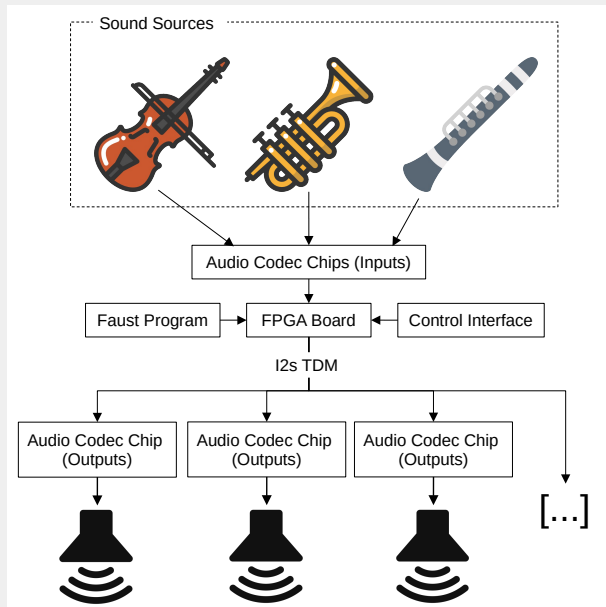 Sound Sources
Audio Codec Chips (Inputs)
Faust Program
FPGA Board
Control Interface
I2s TDM
Audio Codec Chip
(Outputs)
Audio Codec Chip
(Outputs)
Audio Codec Chip
(Outputs)
[...]